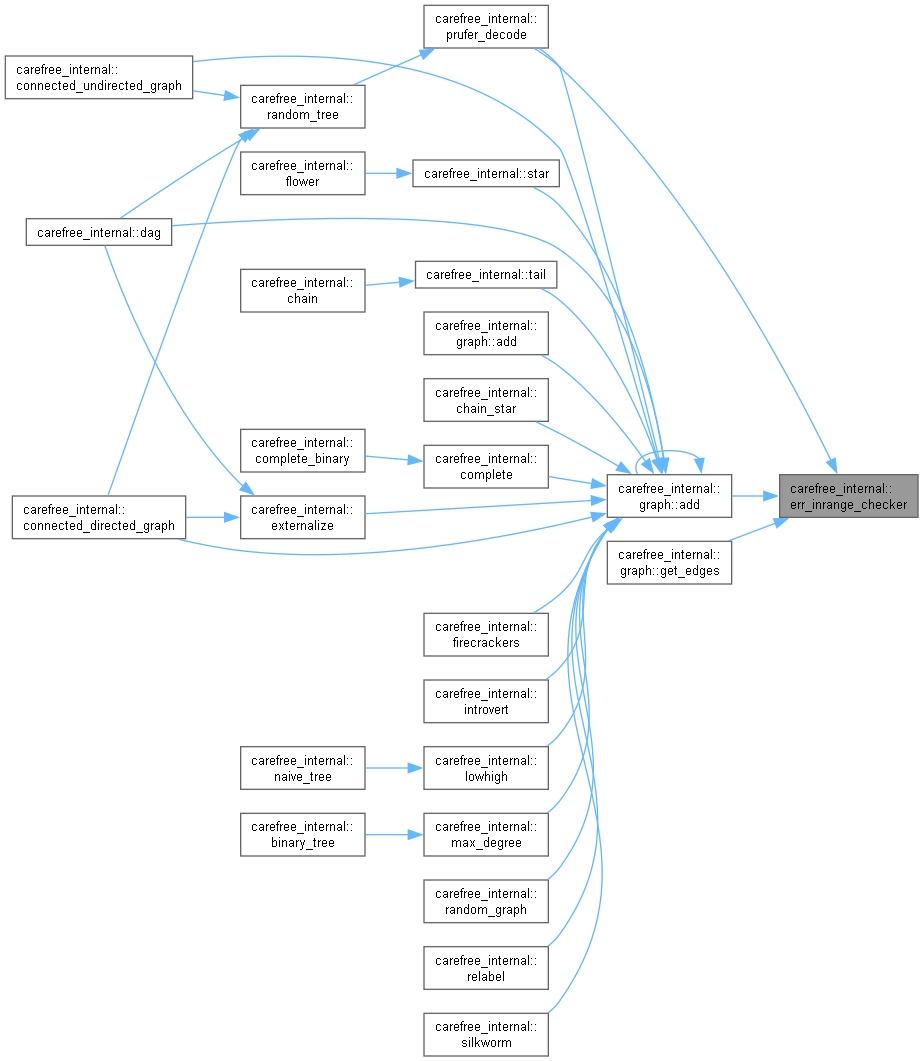 carefree_internal::
prufer_decode
carefree_internal::
connected_undirected_graph
carefree_internal::
random_tree
carefree_internal::
flower
carefree_internal::star
carefree_internal::dag
carefree_internal::tail
carefree_internal::
chain
carefree_internal::
graph::add
carefree_internal::
chain_star
carefree_internal::
complete_binary
carefree_internal::
complete
carefree_internal::
connected_directed_graph
carefree_internal::
externalize
carefree_internal::
graph::add
carefree_internal::
err_inrange_checker
carefree_internal::
graph::get_edges
carefree_internal::
firecrackers
carefree_internal::
introvert
carefree_internal::
naive_tree
carefree_internal::
lowhigh
carefree_internal::
binary_tree
carefree_internal::
max_degree
carefree_internal::
random_graph
carefree_internal::
relabel
carefree_internal::
silkworm